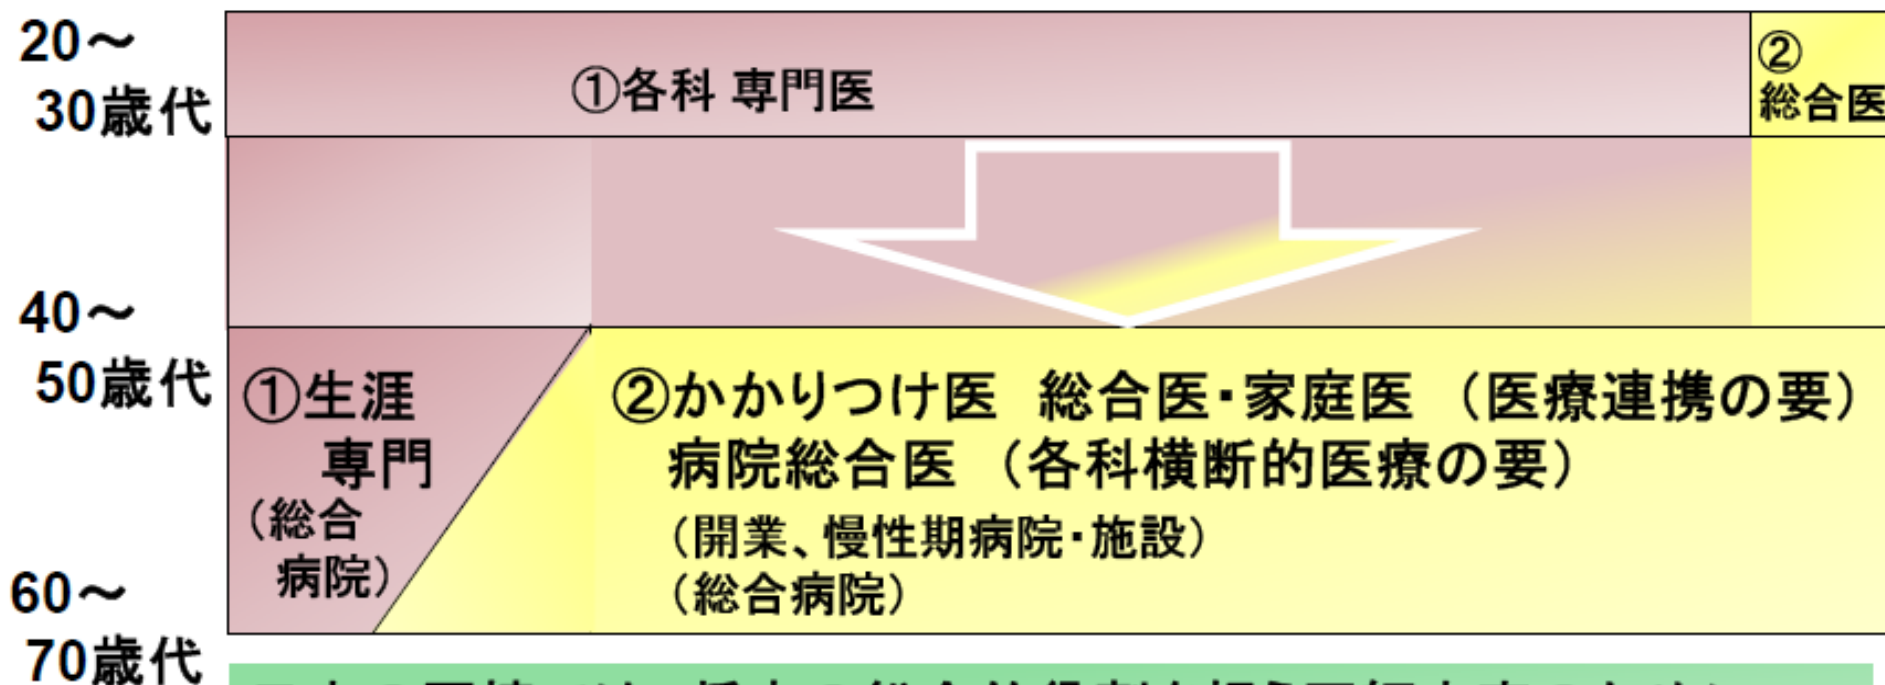 20～
30歳代
①各科 専門医
②
総合医
40～
50歳代
①生涯
専門
（総合
病院）
②かかりつけ医　総合医・家庭医　（医療連携の要）
病院総合医　（各科横断的医療の要）
（開業、慢性期病院・施設）
（総合病院）
60～
70歳代